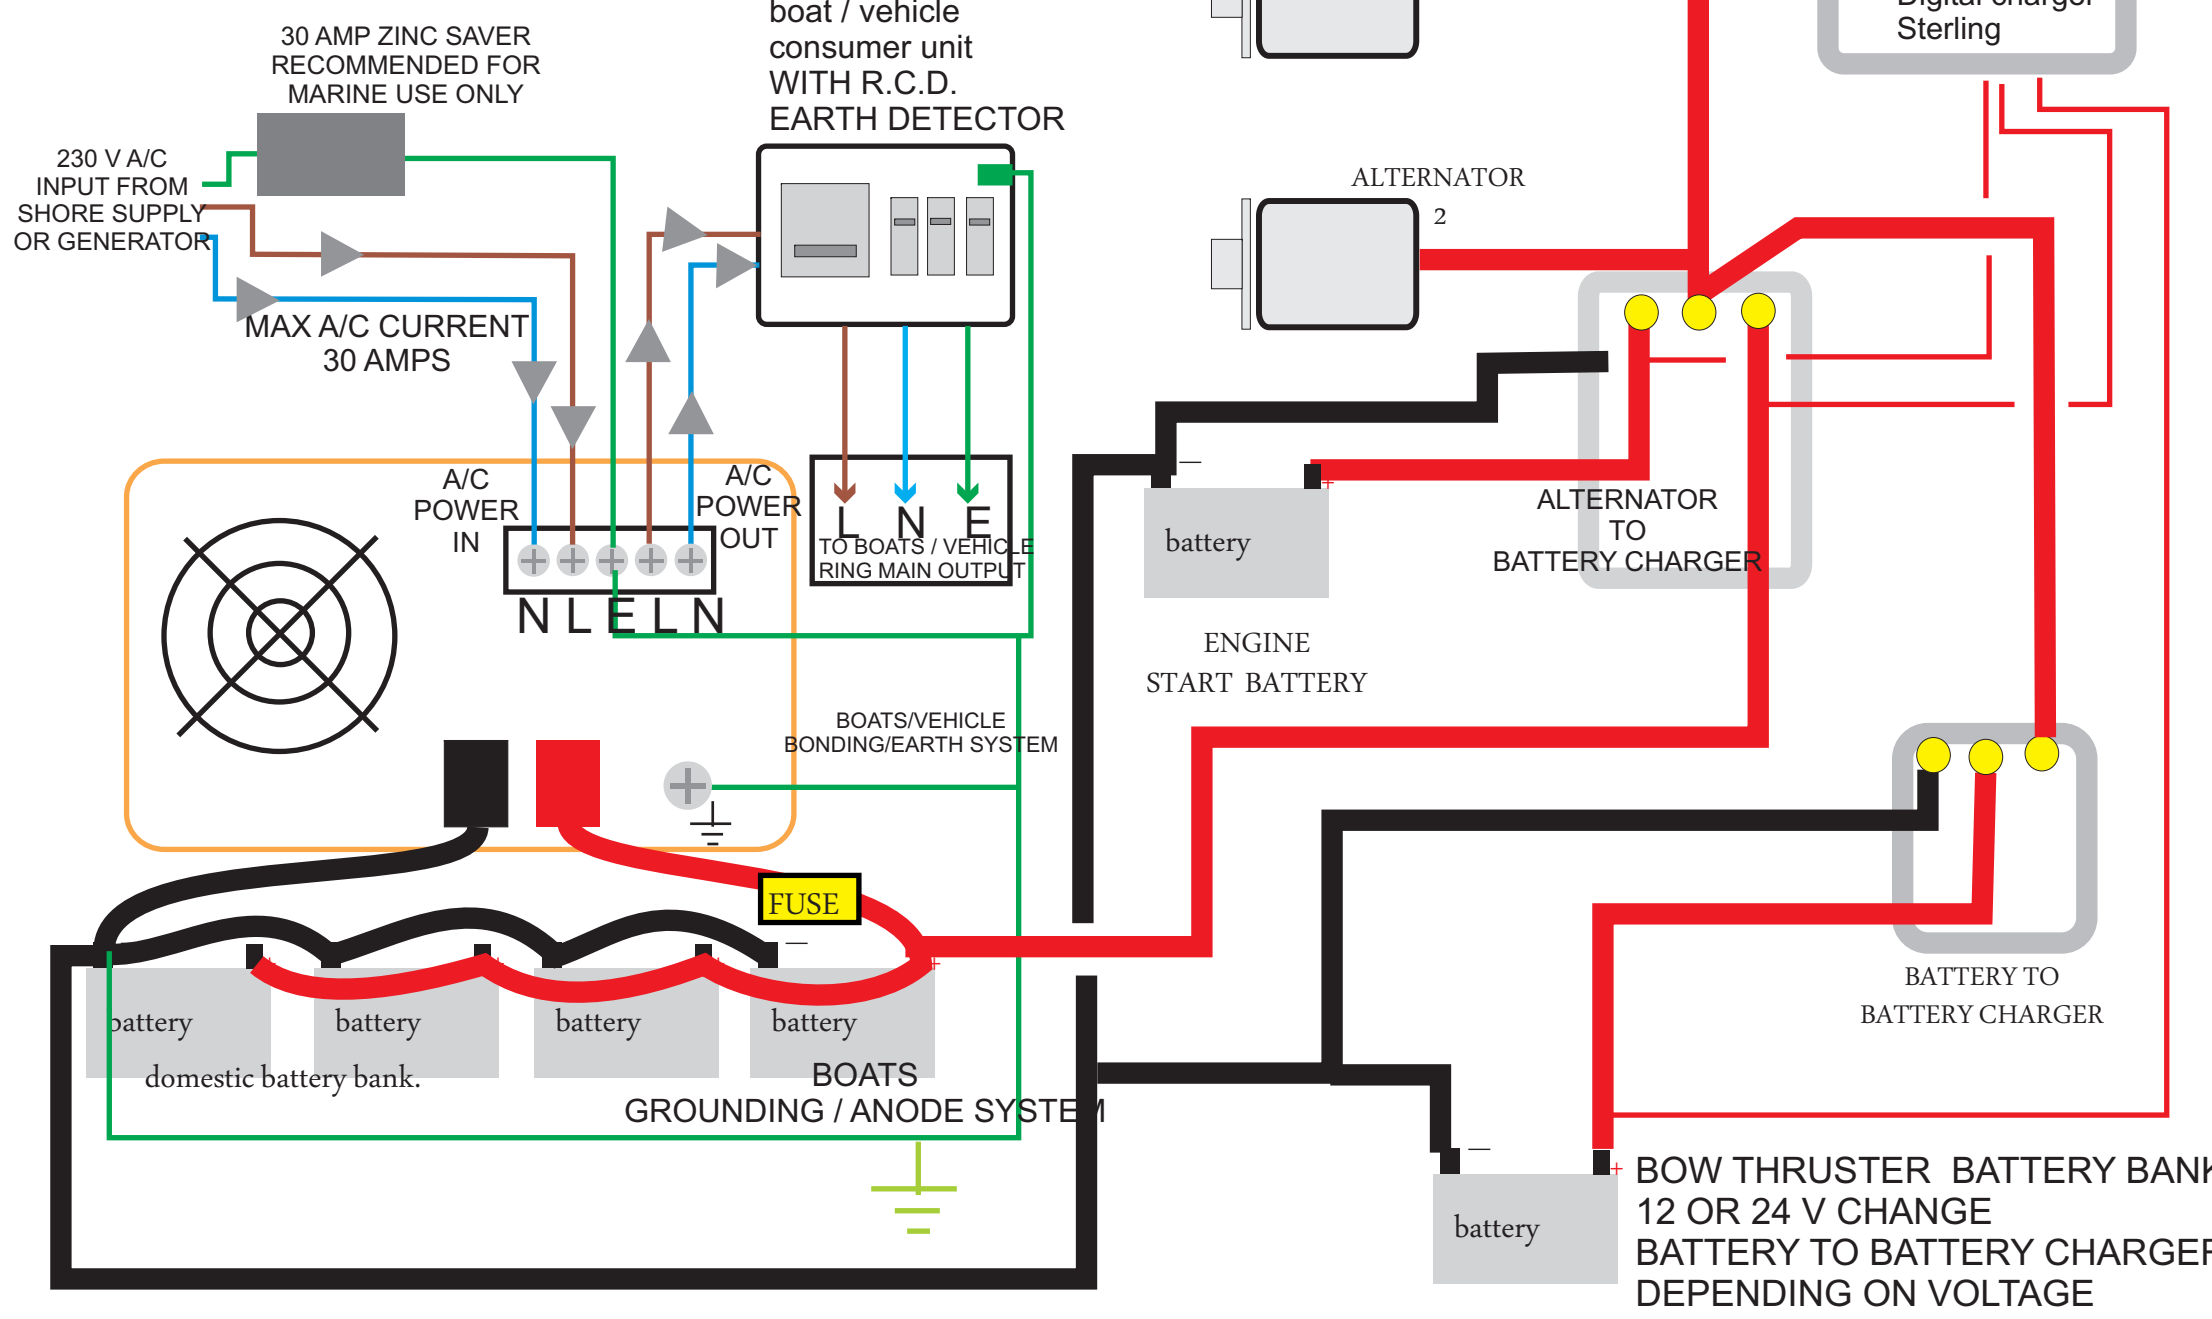 30 AMP ZINC SAVER
RECOMMENDED FOR
MARINE USE ONLY
boat / vehicle
consumer unit
WITH R.C.D.
EARTH DETECTOR
Digital charger
Sterling
230 V A/C
INPUT FROM
SHORE SUPPLY
OR GENERATOR
MAX A/C CURRENT
30 AMPS
ALTERNATOR
2
A/C
POWER
IN
A/C
POWER
OUT
N L E L N
L N E
TO BOATS / VEHICLE
RING MAIN OUTPUT
— +
battery
ENGINE
START BATTERY
ALTERNATOR
TO
BATTERY CHARGER
BOATS/VEHICLE
BONDING/EARTH SYSTEM
FUSE
+ + + — +
battery battery battery battery
domestic battery bank.
BOATS
GROUNDING / ANODE SYSTEM
BATTERY TO
BATTERY CHARGER
— +
battery
BOW THRUSTER BATTERY BANK
12 OR 24 V CHANGE
BATTERY TO BATTERY CHARGER
DEPENDING ON VOLTAGE